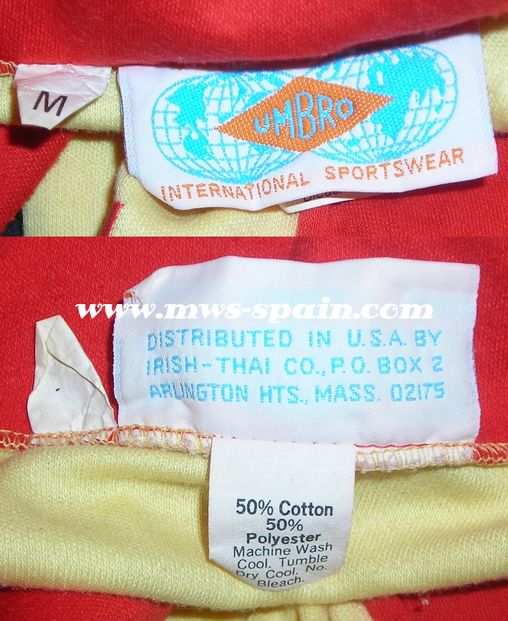 M
UMBRO
INTERNATIONAL SPORTSWEAR
www.mws-spain.com
DISTRIBUTED IN U.S.A. BY
IRISH-THAI CO., P.O. BOX 2
ARLINGTON HTS., MASS. 02175
50% Cotton
50%
Polyester
Machine Wash
Cool. Tumble
Dry Cool. No.
Bleach.